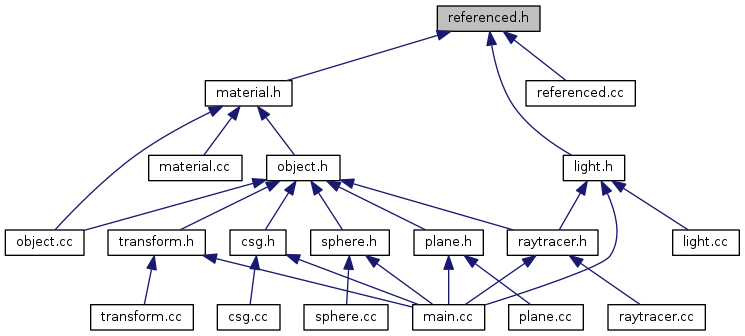 referenced.h
material.h
referenced.cc
material.cc
object.h
light.h
object.cc
transform.h
csg.h
sphere.h
plane.h
raytracer.h
light.cc
transform.cc
csg.cc
sphere.cc
main.cc
plane.cc
raytracer.cc